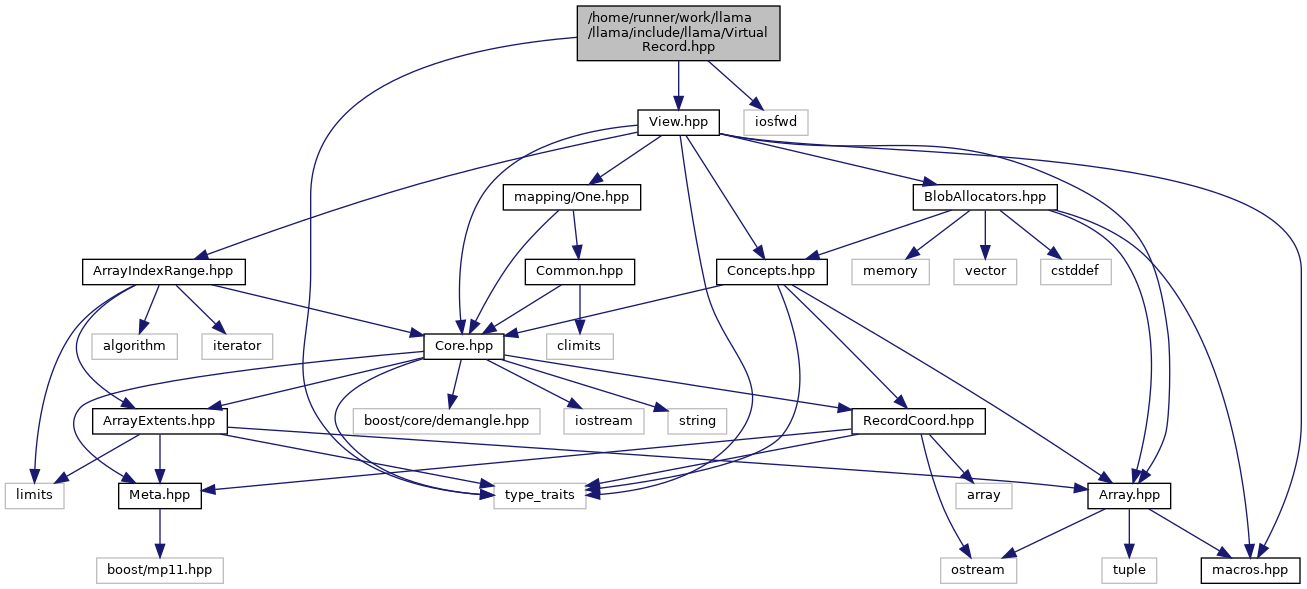 /home/runner/work/llama
/llama/include/llama/Virtual
Record.hpp
View.hpp
iosfwd
mapping/One.hpp
BlobAllocators.hpp
ArrayIndexRange.hpp
Common.hpp
Concepts.hpp
memory
vector
cstddef
algorithm
iterator
Core.hpp
climits
ArrayExtents.hpp
boost/core/demangle.hpp
iostream
string
RecordCoord.hpp
limits
Meta.hpp
type_traits
array
Array.hpp
boost/mp11.hpp
ostream
tuple
macros.hpp